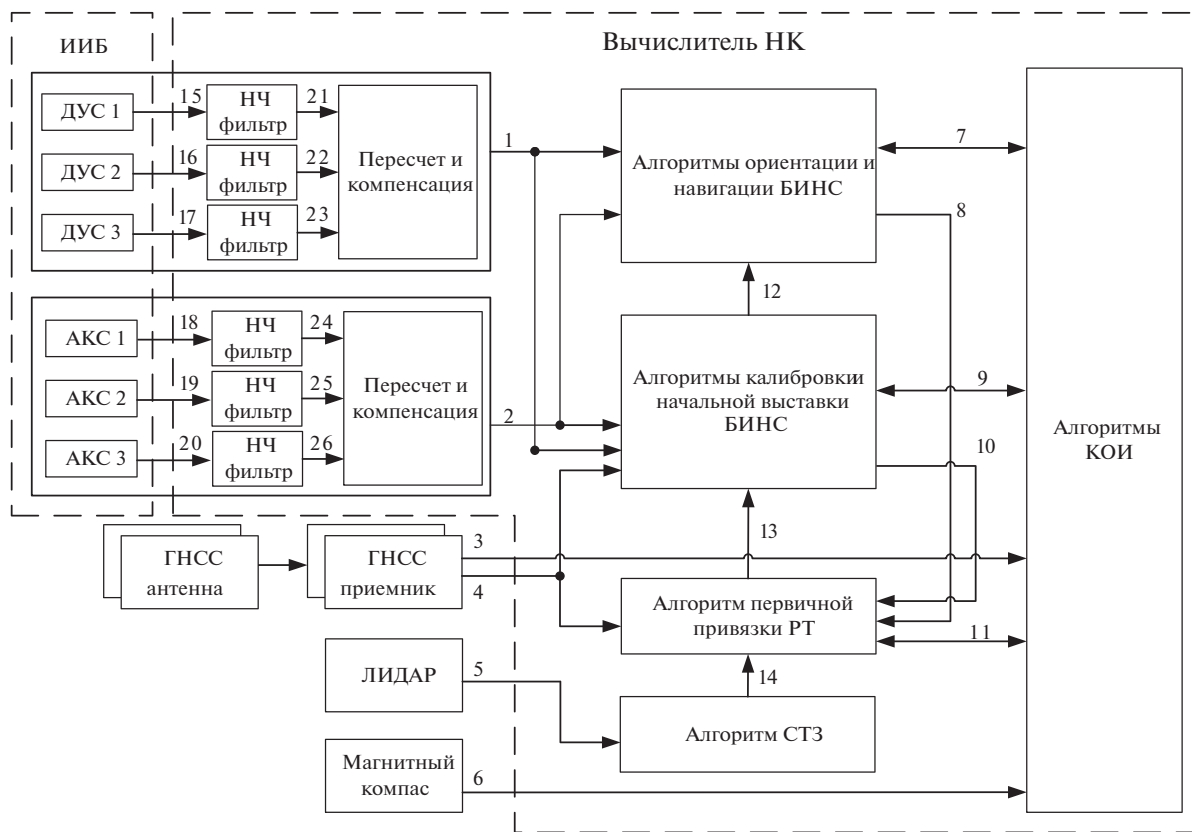 ИИБ
Вычислитель НК
ДУС 1
15
НЧ
фильтр
21
ДУС 2
16
НЧ
фильтр
22
ДУС 3
17
НЧ
фильтр
23
Пересчет и
компенсация
1
АКС 1
18
НЧ
фильтр
24
АКС 2
19
НЧ
фильтр
25
АКС 3
20
НЧ
фильтр
26
Пересчет и
компенсация
2
Алгоритмы ориентации и
навигации БИНС
7
8
12
Алгоритмы калибровки и
начальной выставки
БИНС
9
10
13
Алгоритмы
КОИ
ГНСС
антенна
ГНСС
приемник
3
4
Алгоритм первичной
привязки РТ
11
14
ЛИДАР
5
Алгоритм СТЗ
Магнитный
компас
6